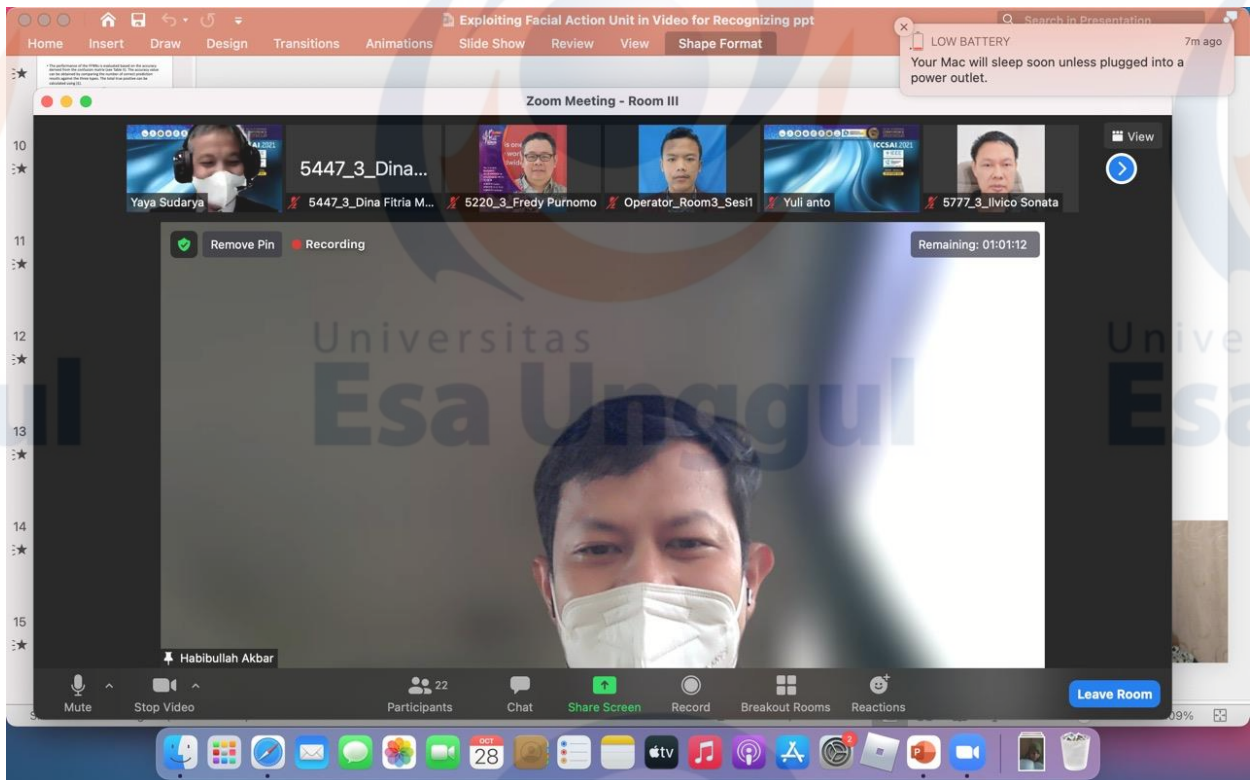 Exploiting Facial Action Unit in Video for Recognizing ppt
Search in Presentation
Home Insert Draw Design Transitions Animations Slide Show Review View Shape Format
LOW BATTERY 7m ago
Your Mac will sleep soon unless plugged into a
power outlet.
Zoom Meeting - Room III
10
11
12
13
14
15
View
ICCSAI 2021
5447_3_Dina...
Yaya Sudarya
5447_3_Dina Fitria M...
5220_3_Fredy Purnomo
Operator_Room3_Sesi1
Yuli anto
5777_3_Ilvico Sonata
Remove Pin
Recording
Remaining: 01:01:12
Universitas
Esa Unggul
Habibullah Akbar
Mute
Stop Video
22
Participants
Chat
Share Screen
Record
Breakout Rooms
Reactions
Leave Room
OCT
28
tv